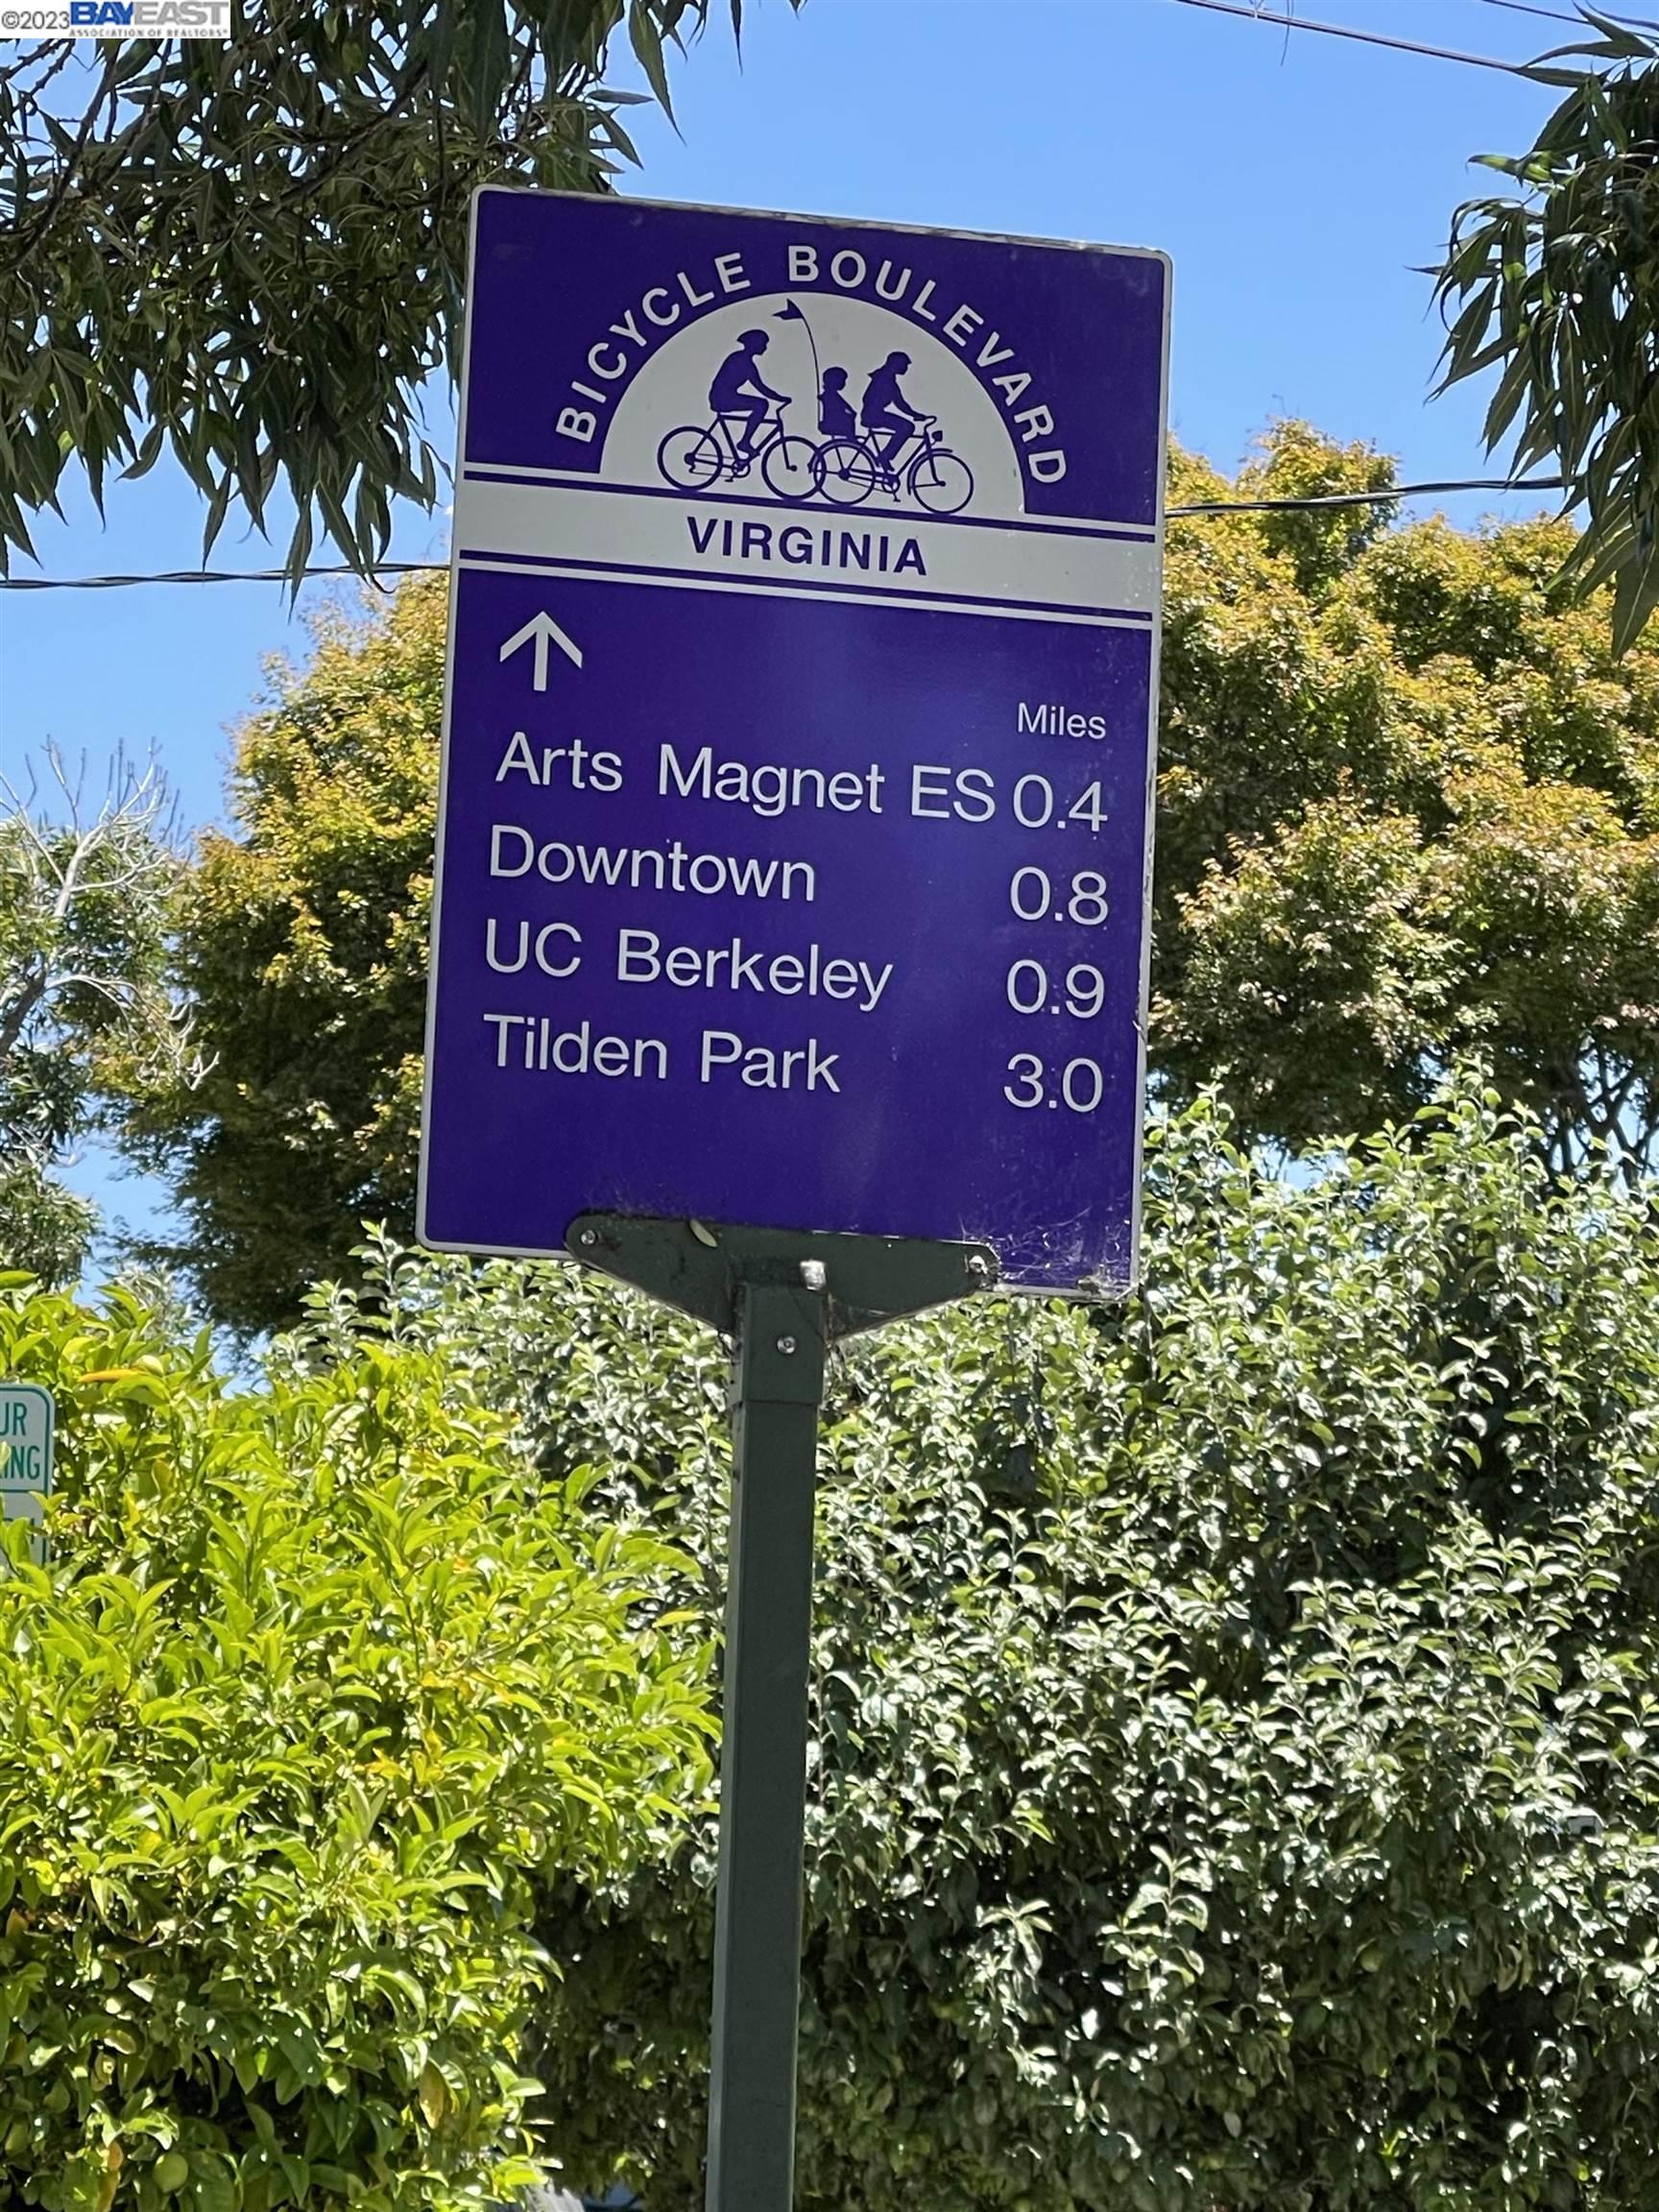 ©2023 BAYEAST
ASSOCIATION OF REALTORS®
BICYCLE BOULEVARD
VIRGINIA
Miles
Arts Magnet ES 0.4
Downtown 0.8
UC Berkeley 0.9
Tilden Park 3.0